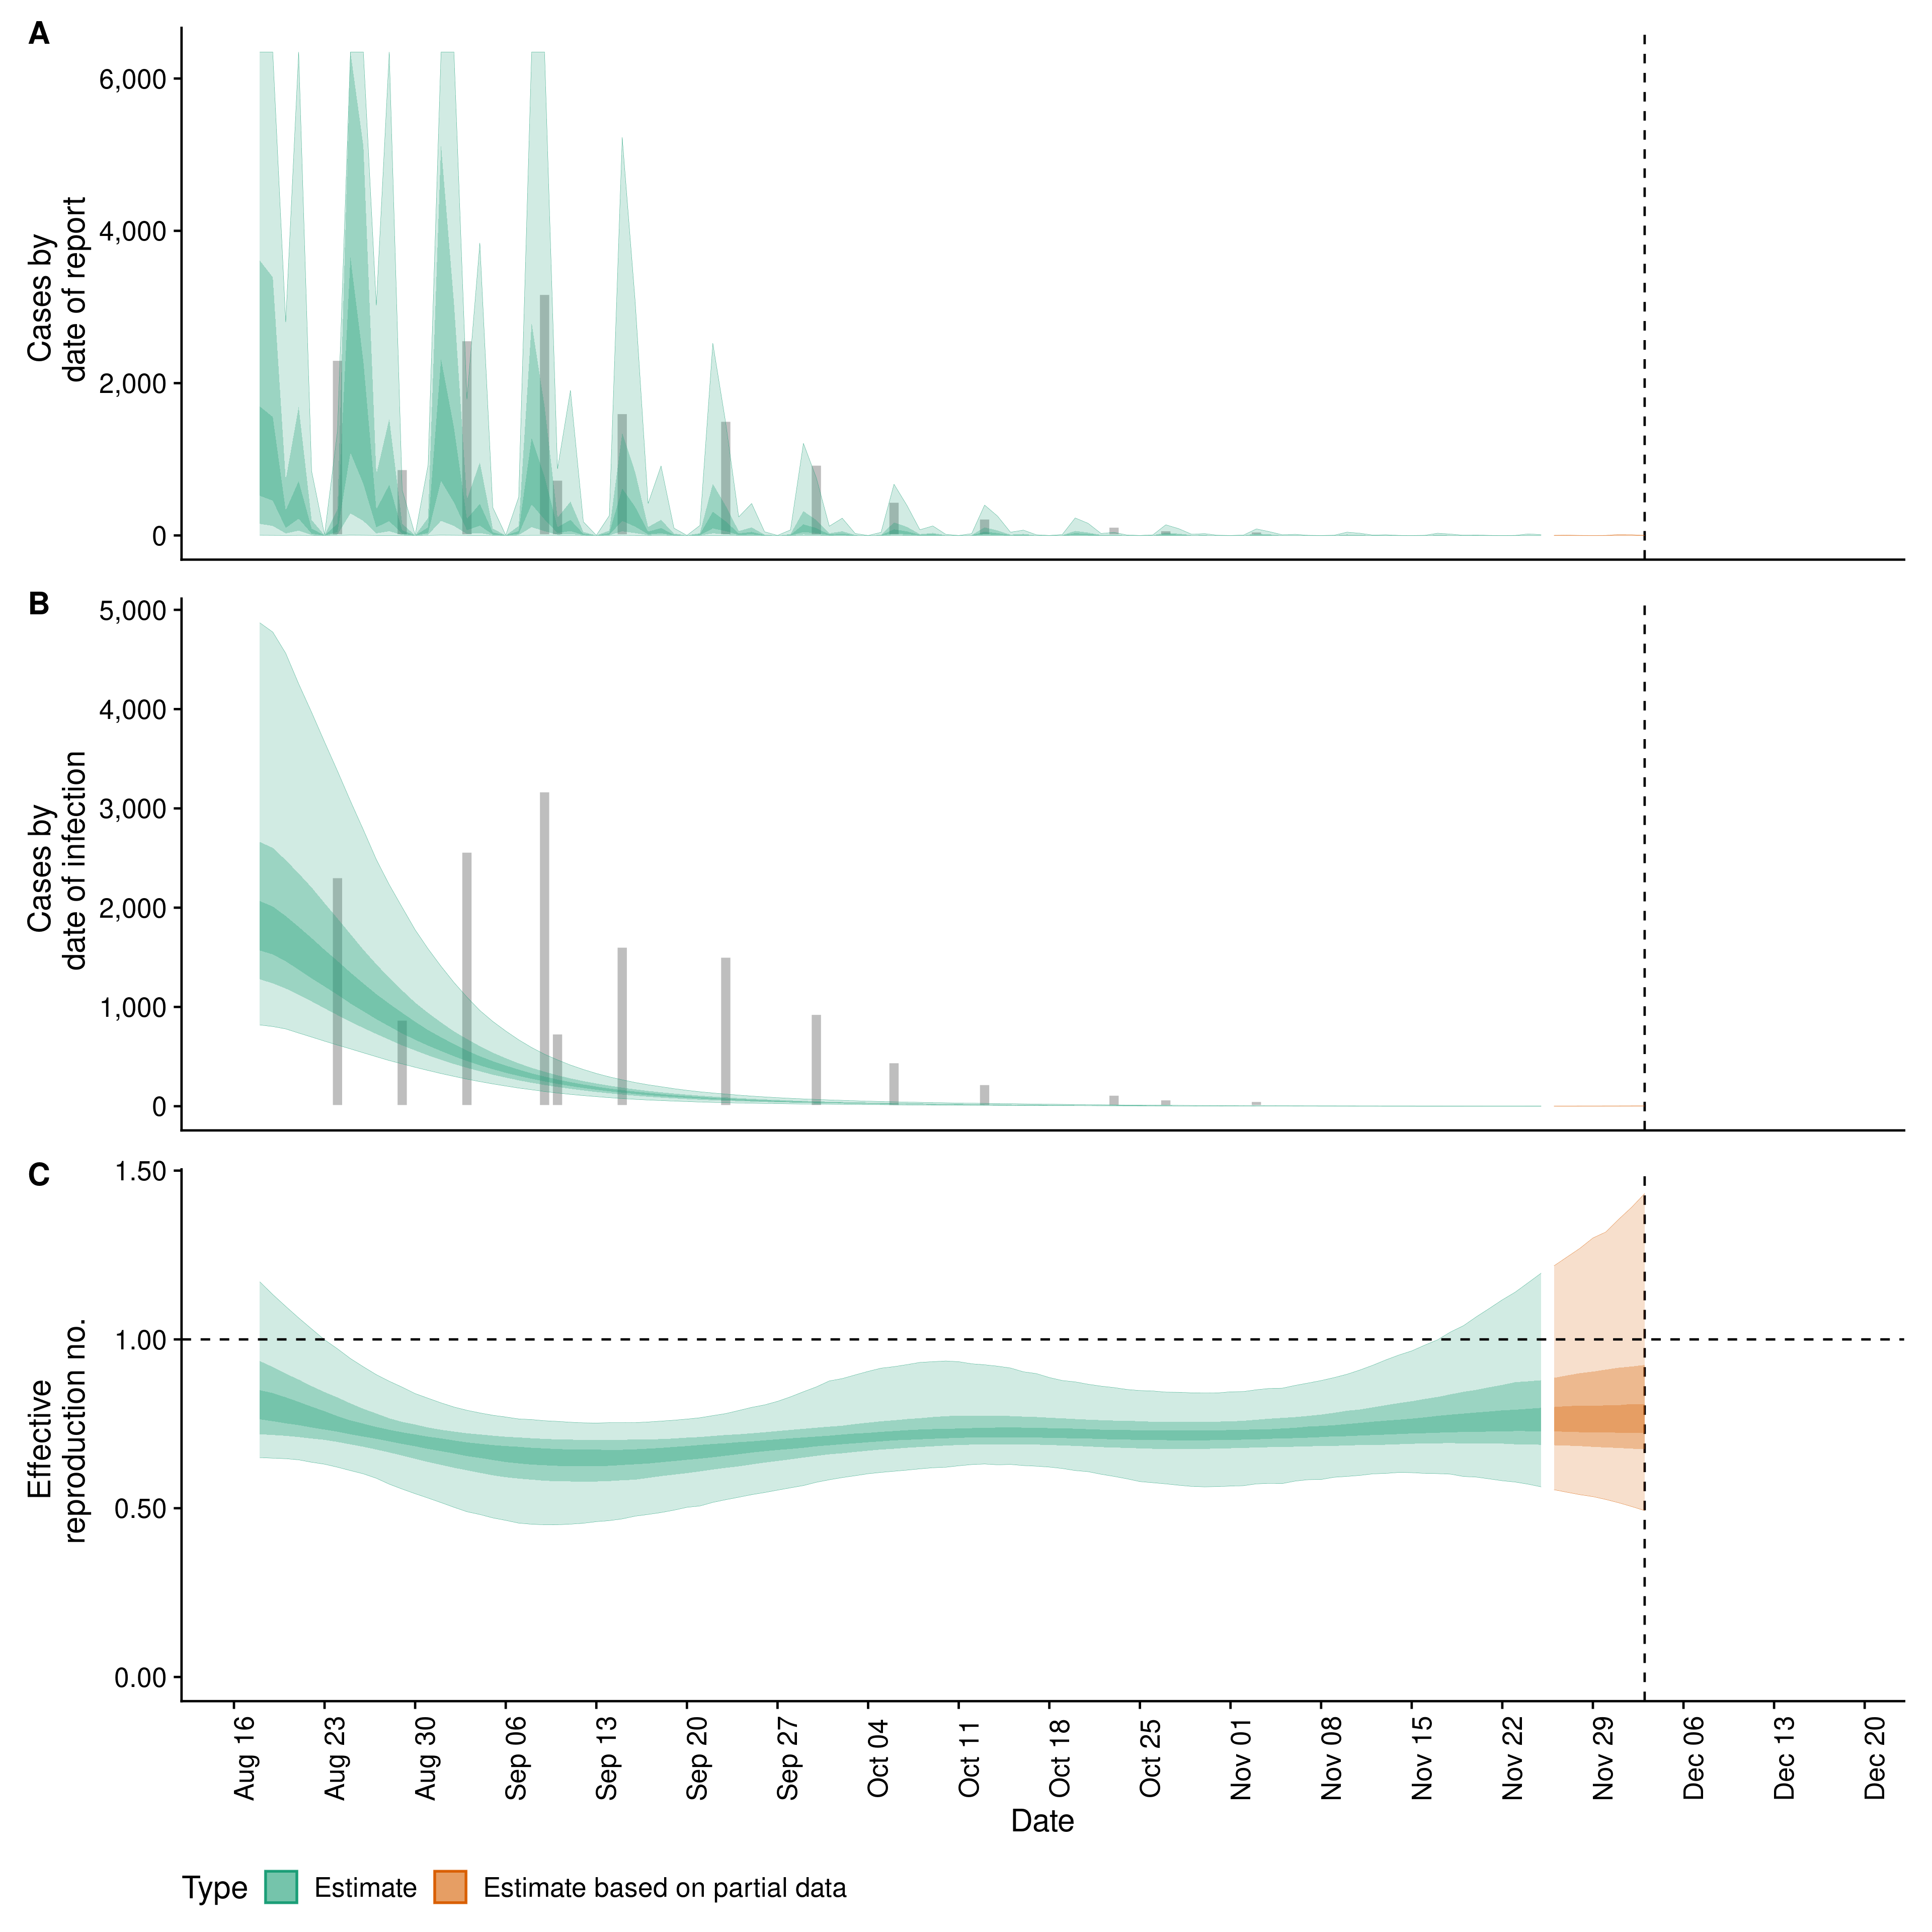 A
Cases by
date of report
6,000
4,000
2,000
0
B
Cases by
date of infection
5,000
4,000
3,000
2,000
1,000
0
C
Effective
reproduction no.
1.50
1.00
0.50
0.00
Aug 16
Aug 23
Aug 30
Sep 06
Sep 13
Sep 20
Sep 27
Oct 04
Oct 11
Oct 18
Oct 25
Nov 01
Nov 08
Nov 15
Nov 22
Nov 29
Dec 06
Dec 13
Dec 20
Date
Type Estimate Estimate based on partial data